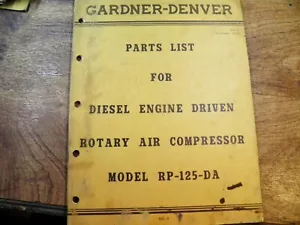 GARDNER-DENVER
PARTS LIST
FOR
DIESEL ENGINE DRIVEN
ROTARY AIR COMPRESSOR
MODEL RP-125-DA